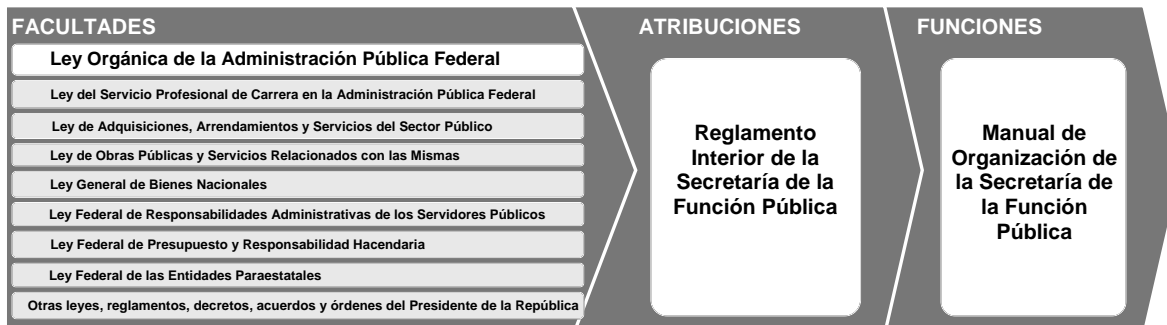 FACULTADES
Ley Orgánica de la Administración Pública Federal
Ley del Servicio Profesional de Carrera en la Administración Pública Federal
Ley de Adquisiciones, Arrendamientos y Servicios del Sector Público
Ley de Obras Públicas y Servicios Relacionados con las Mismas
Ley General de Bienes Nacionales
Ley Federal de Responsabilidades Administrativas de los Servidores Públicos
Ley Federal de Presupuesto y Responsabilidad Hacendaria
Ley Federal de las Entidades Paraestatales
Otras leyes, reglamentos, decretos, acuerdos y órdenes del Presidente de la República
ATRIBUCIONES
Reglamento
Interior de la
Secretaría de la
Función Pública
FUNCIONES
Manual de
Organización de
la Secretaría de
la Función
Pública